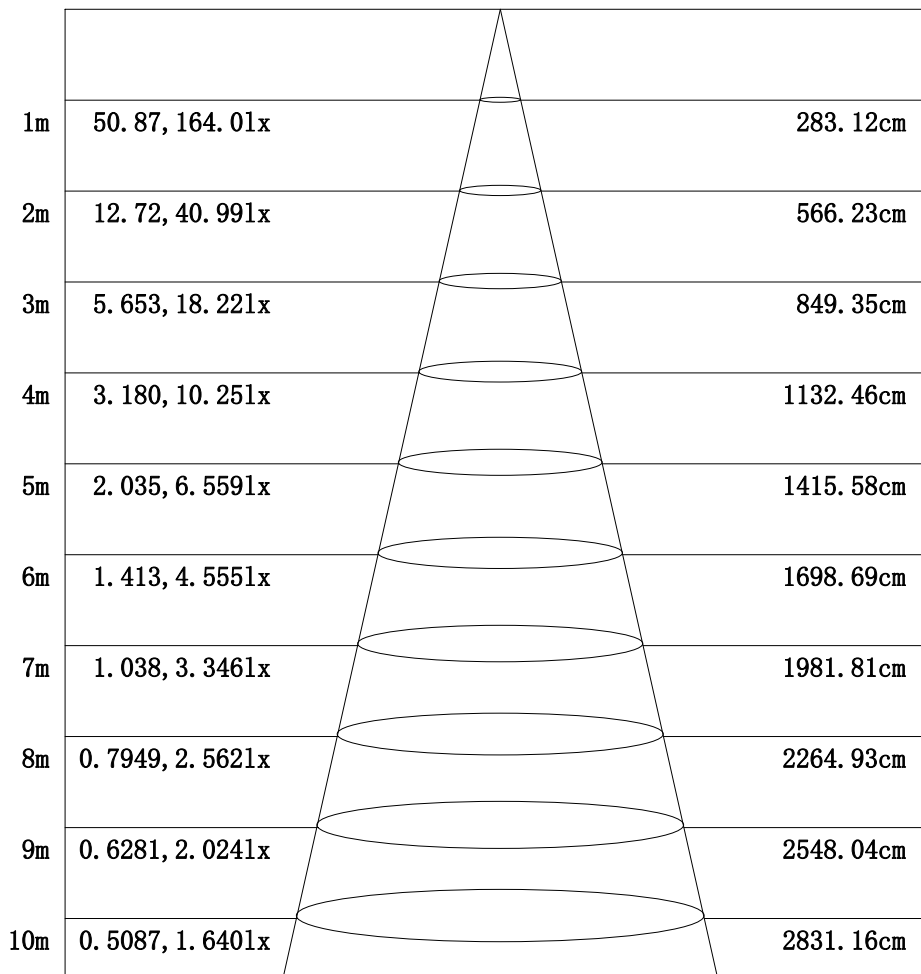 1m 50.87,164.0lx 283.12cm
2m 12.72,40.99lx 566.23cm
3m 5.653,18.22lx 849.35cm
4m 3.180,10.25lx 1132.46cm
5m 2.035,6.559lx 1415.58cm
6m 1.413,4.555lx 1698.69cm
7m 1.038,3.346lx 1981.81cm
8m 0.7949,2.562lx 2264.93cm
9m 0.6281,2.024lx 2548.04cm
10m 0.5087,1.640lx 2831.16cm